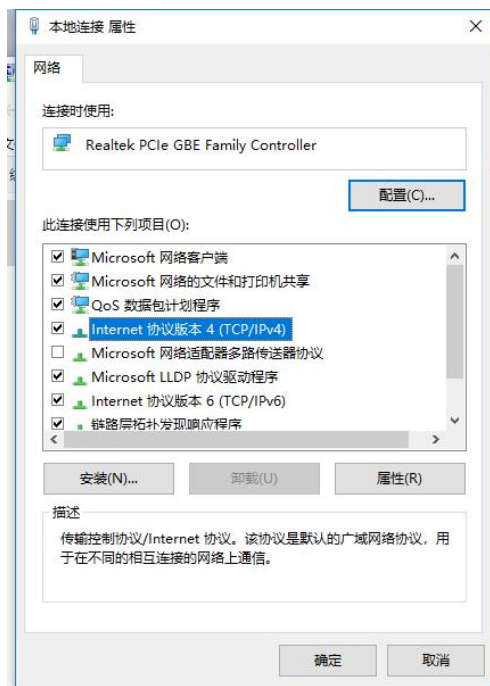 本地连接 属性
网络
连接时使用:
Realtek PCIe GBE Family Controller
配置(C)...
此连接使用下列项目(O):
Microsoft 网络客户端
Microsoft 网络的文件和打印机共享
QoS 数据包计划程序
Internet 协议版本 4 (TCP/IPv4)
Microsoft 网络适配器多路传送器协议
Microsoft LLDP 协议驱动程序
Internet 协议版本 6 (TCP/IPv6)
链路层拓扑发现响应程序
安装(N)...
卸载(U)
属性(R)
描述
传输控制协议/Internet 协议。该协议是默认的广域网络协议，用
于在不同的相互连接的网络上通信。
确定
取消